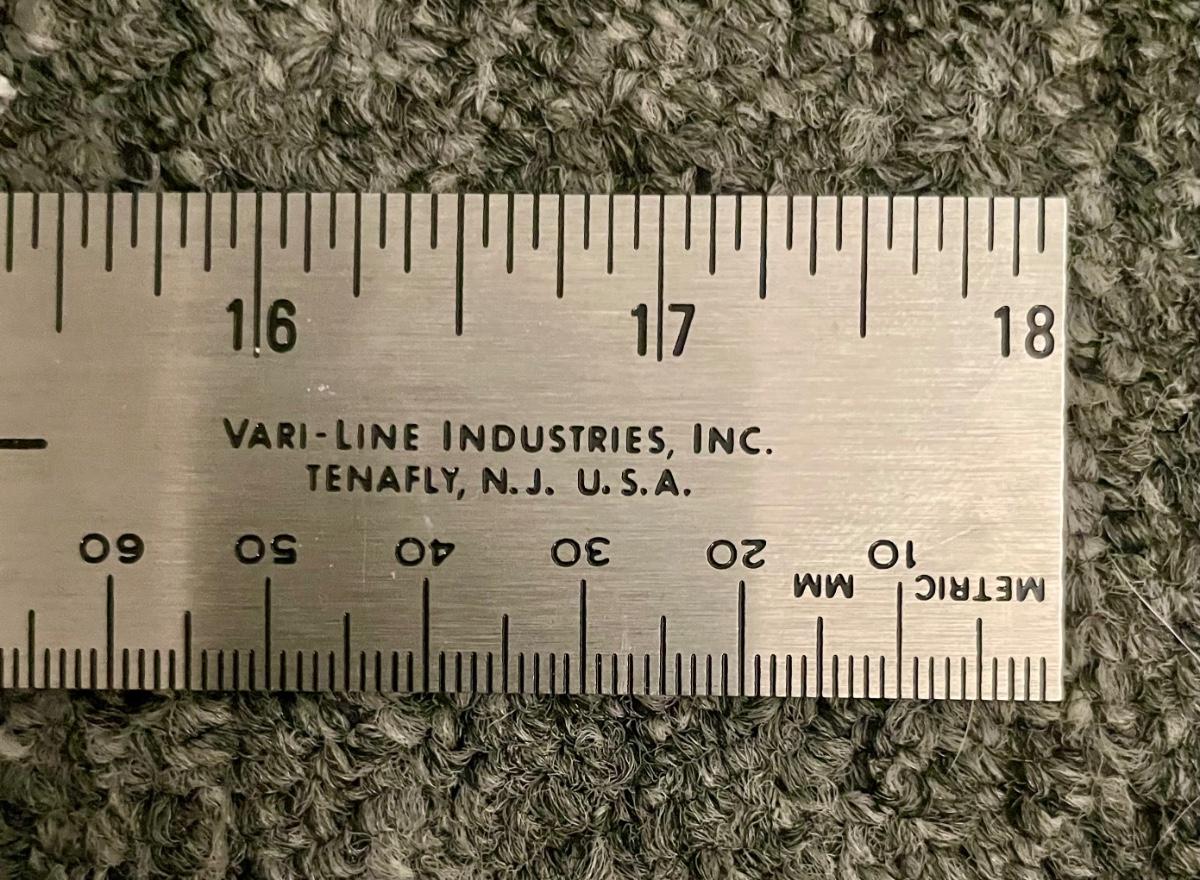 16 17 18
VARI-LINE INDUSTRIES, INC.
TENAFLY, N.J. U.S.A.
60 50 40 30 20 10
MM METRIC